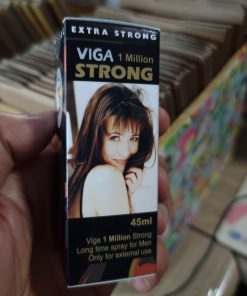 EXTRA STRONG
VIGA 1 Million
STRONG
45ml
Viga 1 Million Strong
Long time spray for Men
Only for external use